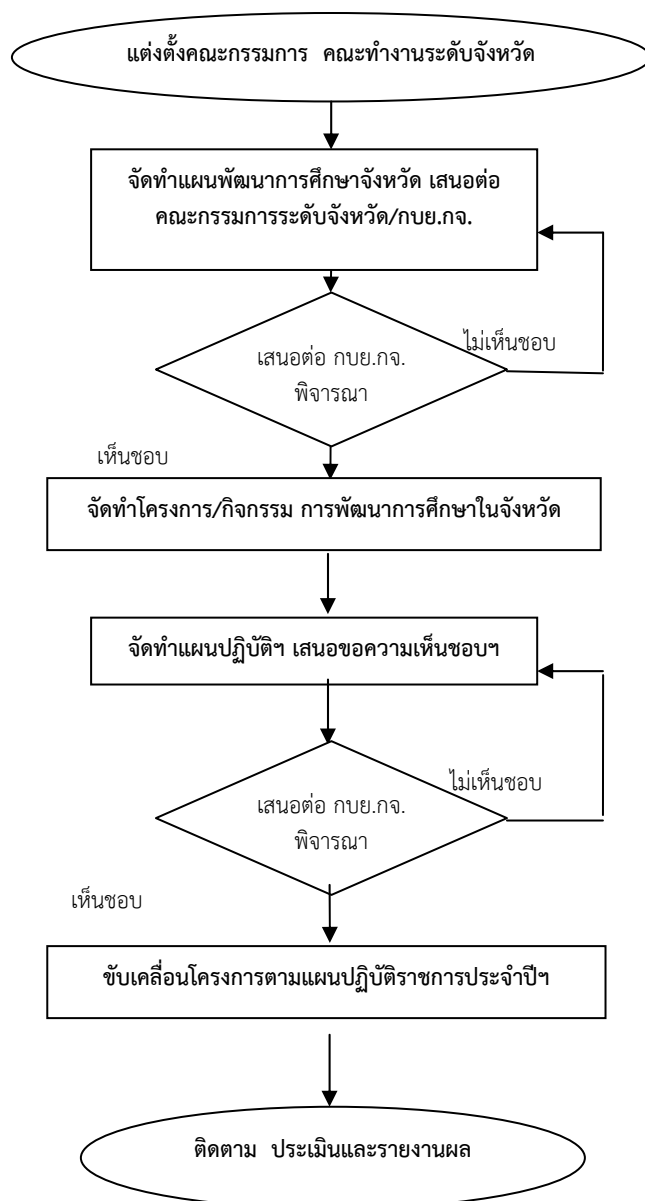 แต่งตั้งคณะกรรมการ คณะทำงานระดับจังหวัด
จัดทำแผนพัฒนาการศึกษาจังหวัด เสนอต่อ
คณะกรรมการระดับจังหวัด/กบย.กจ.
ไม่เห็นชอบ
เสนอต่อ กบย.กจ.
พิจารณา
เห็นชอบ
จัดทำโครงการ/กิจกรรม การพัฒนาการศึกษาในจังหวัด
จัดทำแผนปฏิบัติฯ เสนอขอความเห็นชอบฯ
ไม่เห็นชอบ
เสนอต่อ กบย.กจ.
พิจารณา
เห็นชอบ
ขับเคลื่อนโครงการตามแผนปฏิบัติราชการประจำปีฯ
ติดตาม ประเมินและรายงานผล